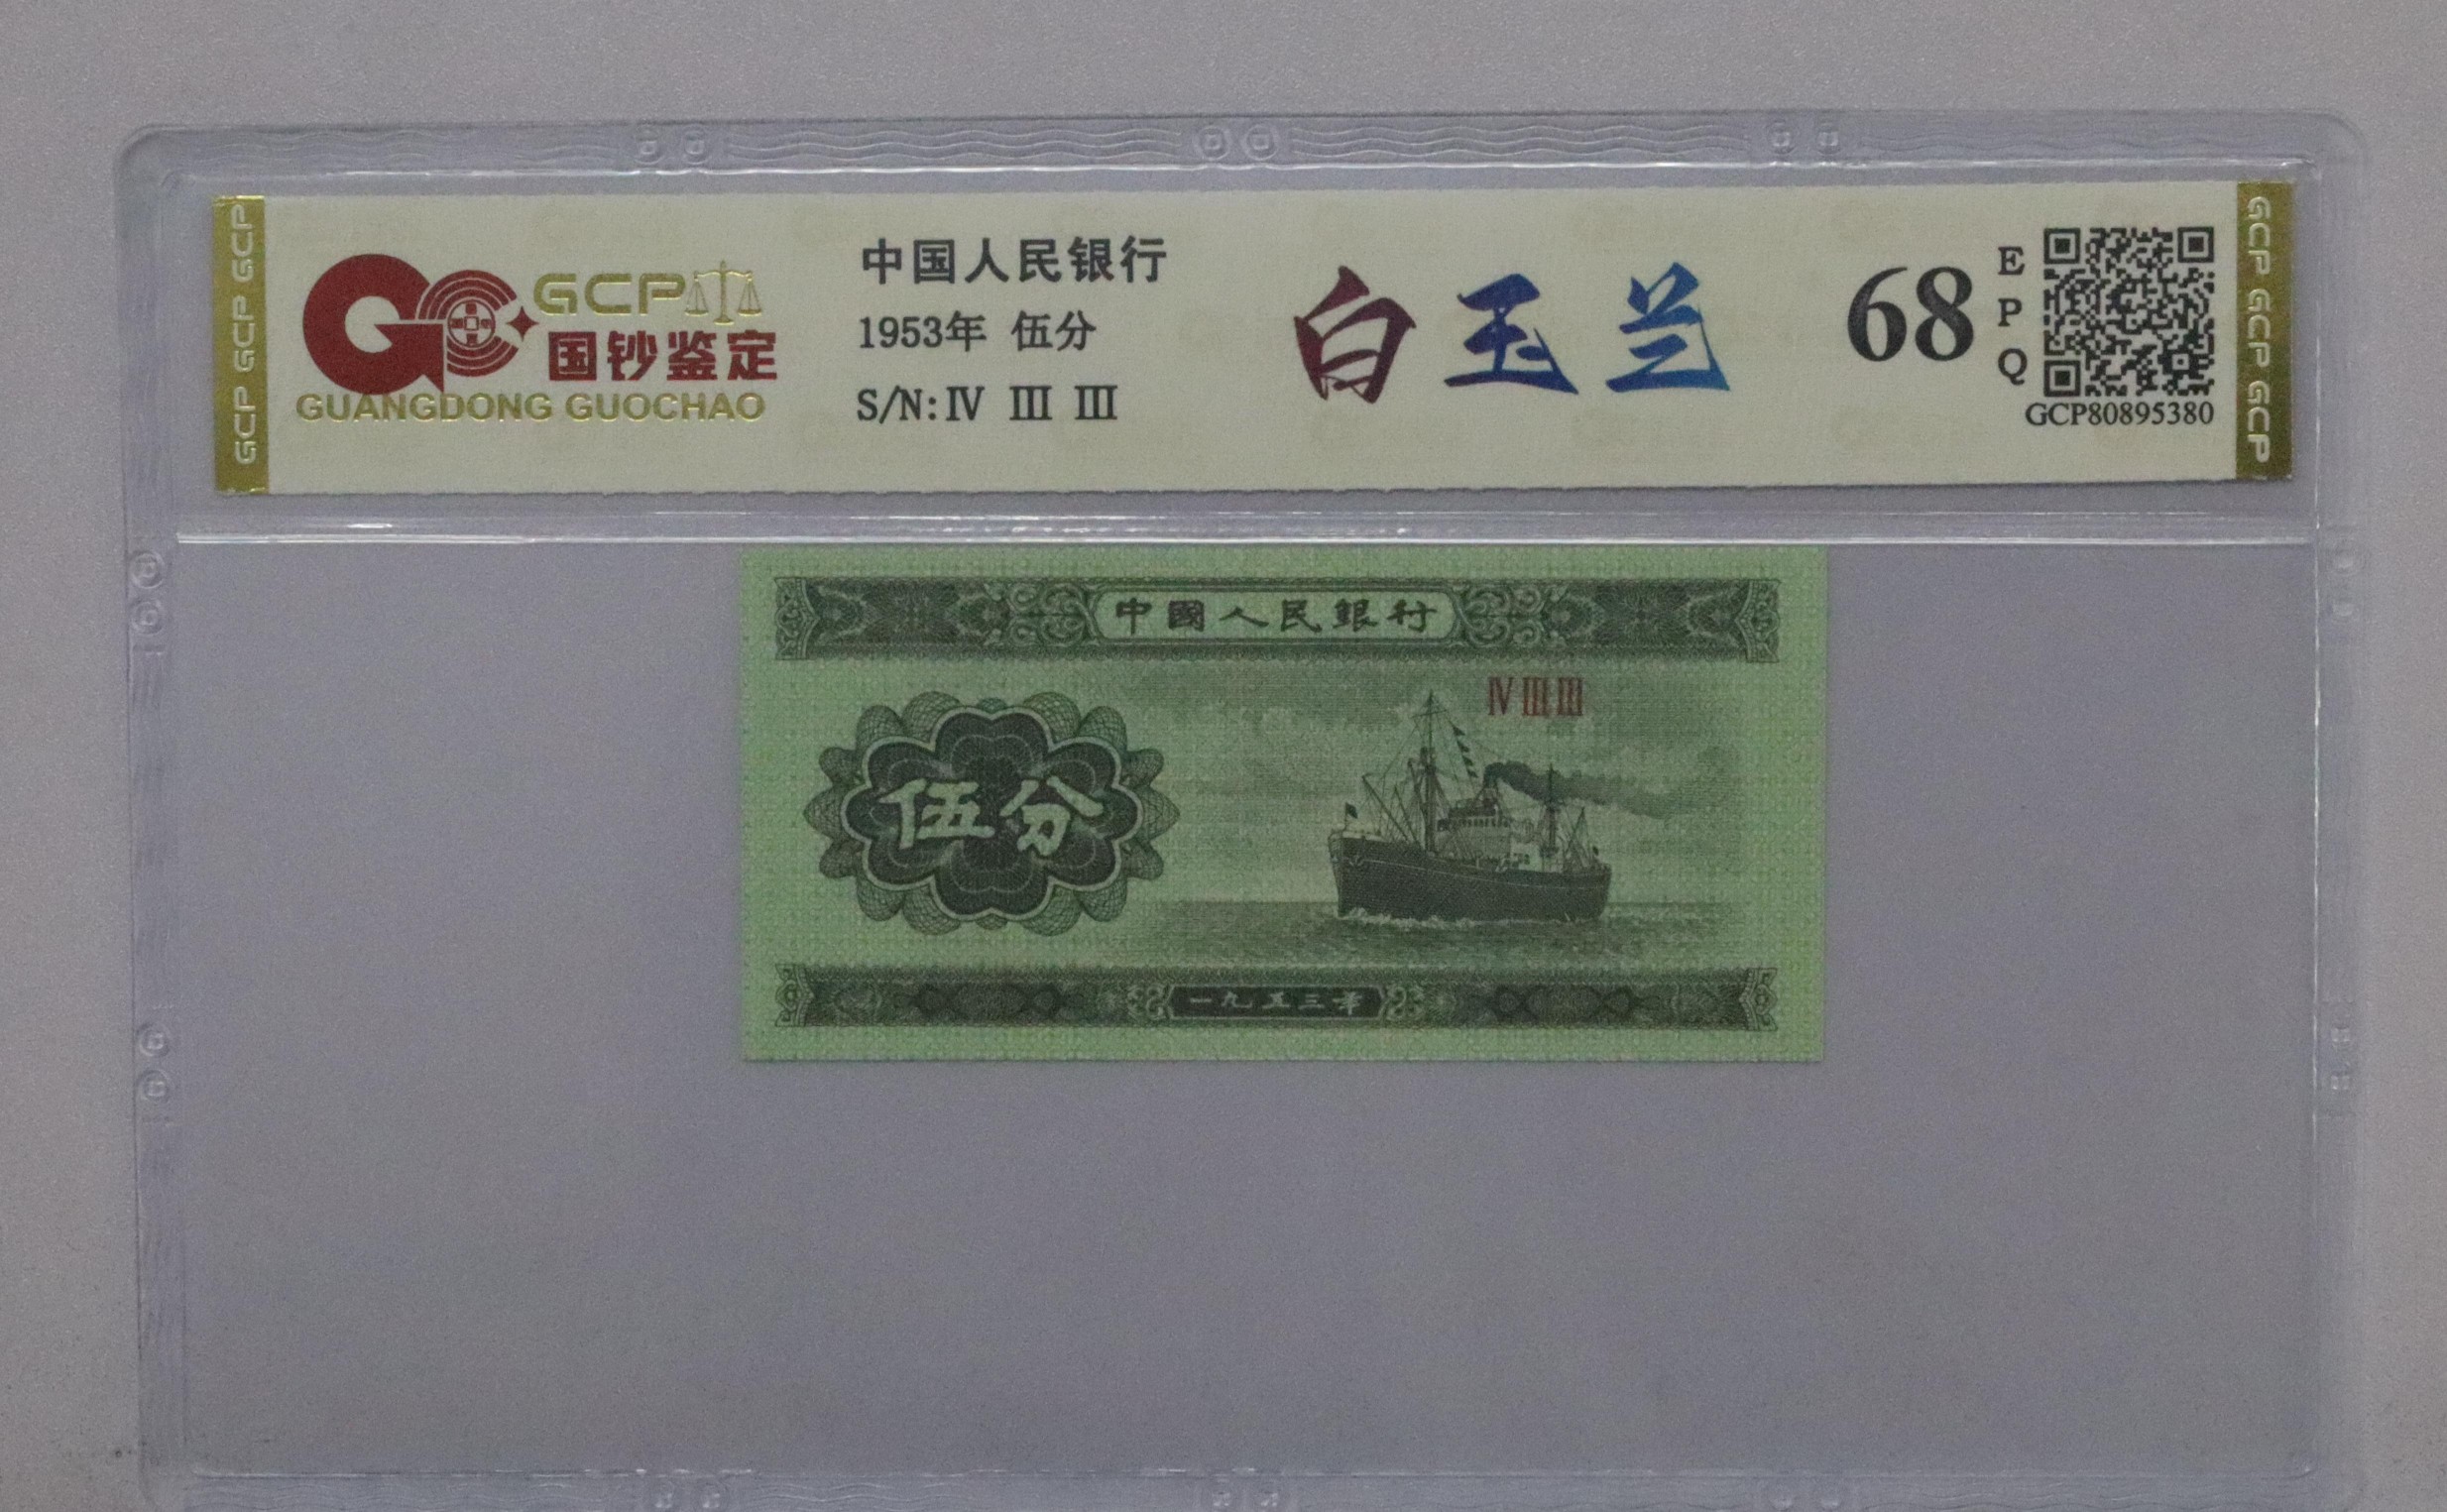 GCP GCP GCP
GCP
国钞鉴定
GUANGDONG GUOCHAO
中国人民银行
1953年 伍分
S/N: Ⅳ Ⅲ Ⅲ
白玉兰
68
EPQ
GCP80895380
GCP GCP GCP
中國人民銀行
Ⅳ Ⅲ Ⅲ
伍分
一九五三年